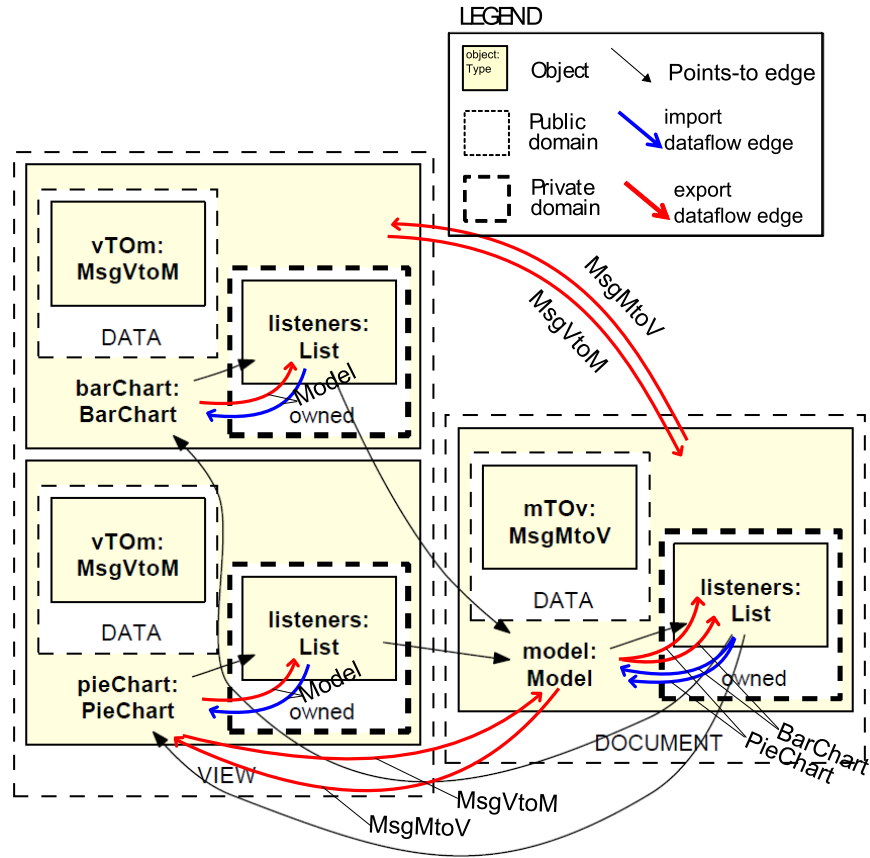 LEGEND
object:
Type
Object
Points-to edge
Public
domain
import
dataflow edge
Private
domain
export
dataflow edge
vTOm:
MsgVtoM
DATA
barChart:
BarChart
listeners:
List
Model
owned
MsgMtoV
MsgVtoM
vTOm:
MsgVtoM
DATA
pieChart:
PieChart
listeners:
List
Model
owned
VIEW
mTOv:
MsgMtoV
DATA
model:
Model
listeners:
List
owned
DOCUMENT
BarChart
PieChart
MsgVtoM
MsgMtoV